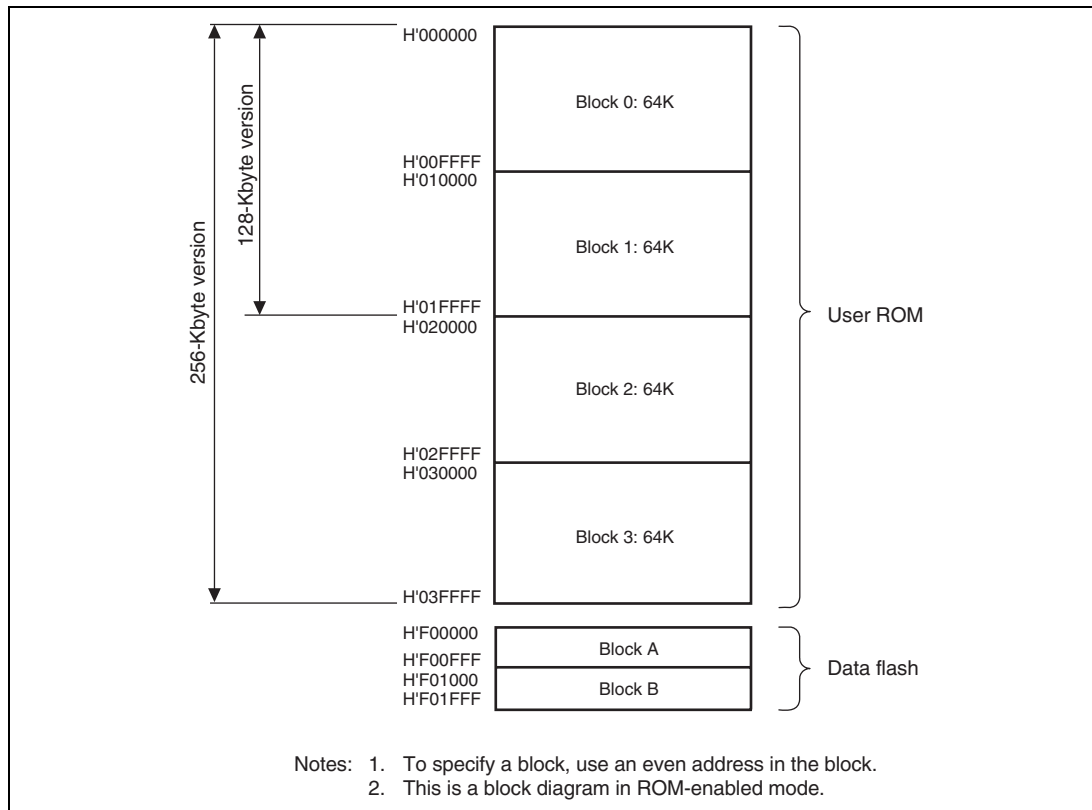 H'000000
Block 0: 64K
H'00FFFF
H'010000
128-Kbyte version
256-Kbyte version
Block 1: 64K
H'01FFFF
H'020000
User ROM
Block 2: 64K
H'02FFFF
H'030000
Block 3: 64K
H'03FFFF
H'F00000
Block A
H'F00FFF
Data flash
H'F01000
Block B
H'F01FFF
Notes: 1. To specify a block, use an even address in the block.
2. This is a block diagram in ROM-enabled mode.